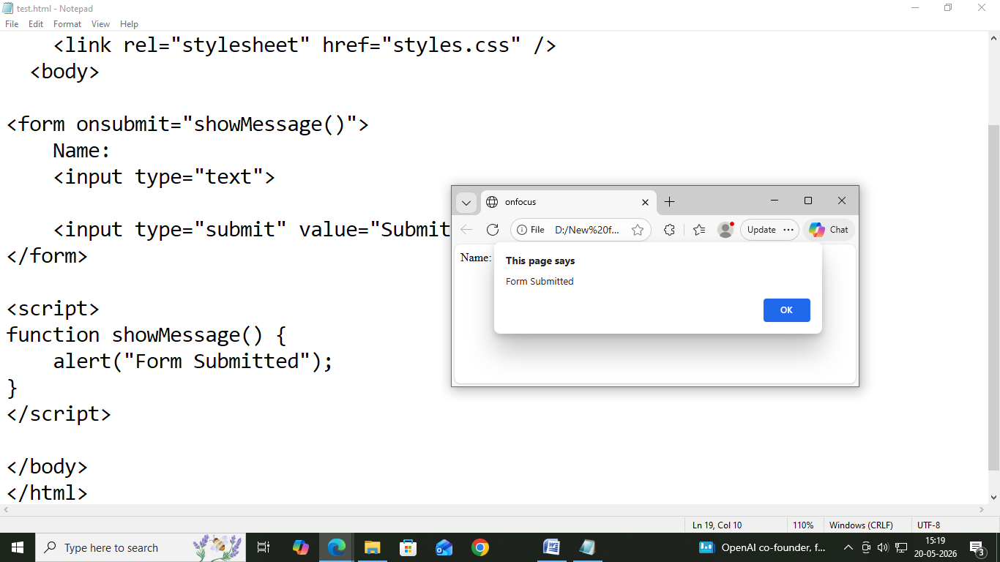 test.html - Notepad
File Edit Format View Help
<link rel="stylesheet" href="styles.css" />
<body>
<form onsubmit="showMessage()">
Name:
<input type="text">
<input type="submit" value="Submit
</form>
<script>
function showMessage() {
alert("Form Submitted");
}
</script>
</body>
</html>
onfocus
File D:/New%20f...
Update
Chat
Name:
This page says
Form Submitted
OK
Ln 19, Col 10
110%
Windows (CRLF)
UTF-8
Type here to search
OpenAI co-founder, f...
15:19
20-05-2026
3